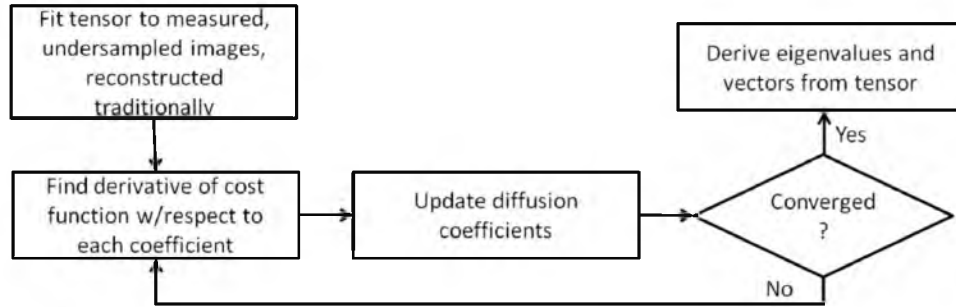 Fit tensor to measured,
undersampled images,
reconstructed
traditionally
Find derivative of cost
function w/respect to
each coefficient
Update diffusion
coefficients
Converged
?
Yes
No
Derive eigenvalues and
vectors from tensor